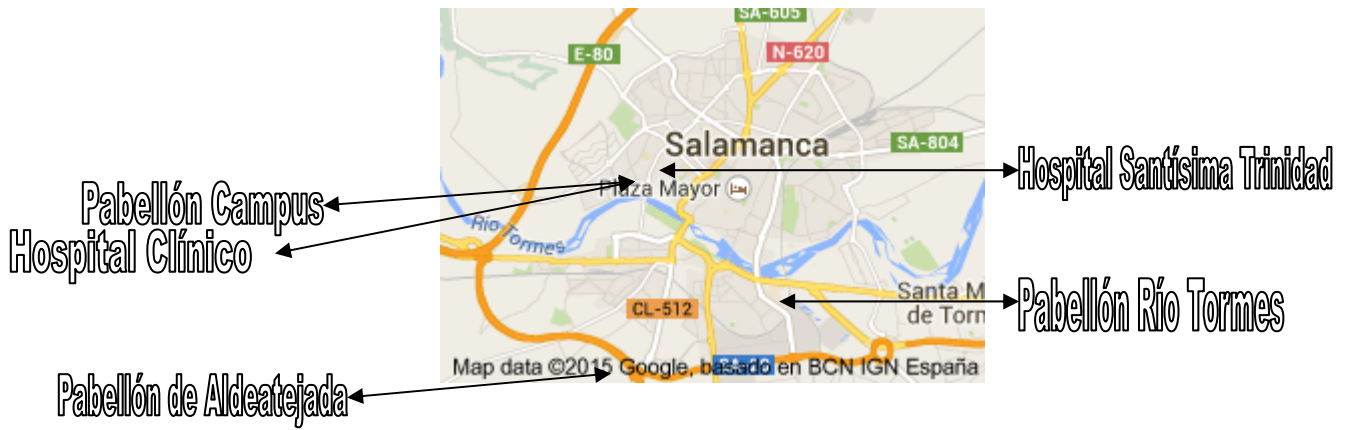 SA-605
E-80
N-620
Salamanca
SA-804
Hospital Santísima Trinidad
Plaza Mayor
Pabellón Campus
Río Tormes
Hospital Clínico
Santa M
de Torm
Pabellón Río Tormes
CL-512
SA-20
Map data ©2015 Google, basado en BCN IGN España
Pabellón de Aldeatejada